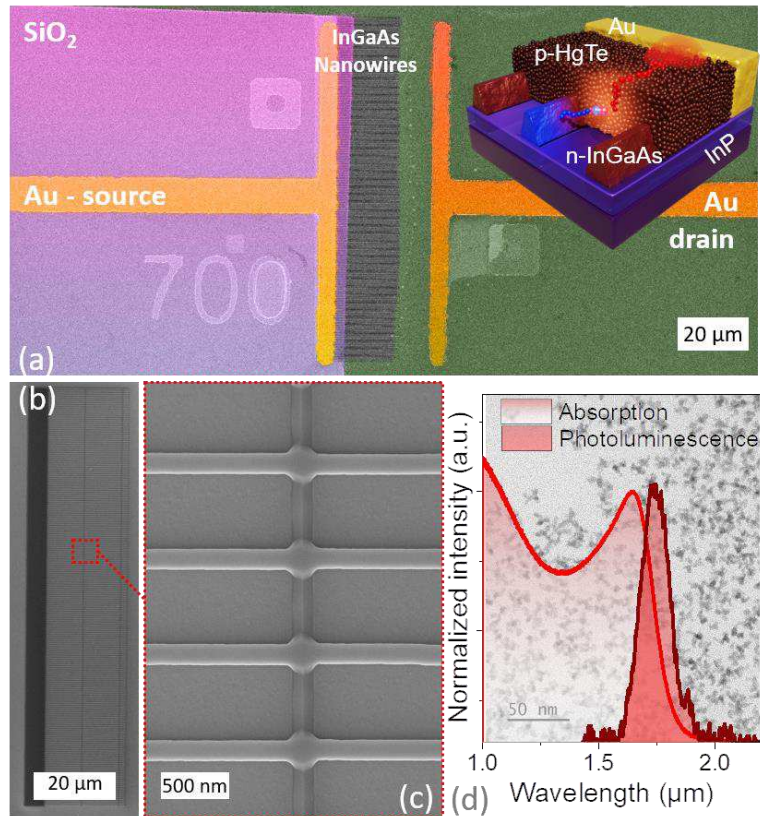 SiO₂
InGaAs
Nanowires
Au
p-HgTe
n-InGaAs
InP
Au - source
Au
drain
700
20 µm
(a)
(b)
20 µm
500 nm
(c)
Absorption
Photoluminescence
Normalized intensity (a.u.)
50 nm
1.0
1.5
2.0
(d)
Wavelength (µm)